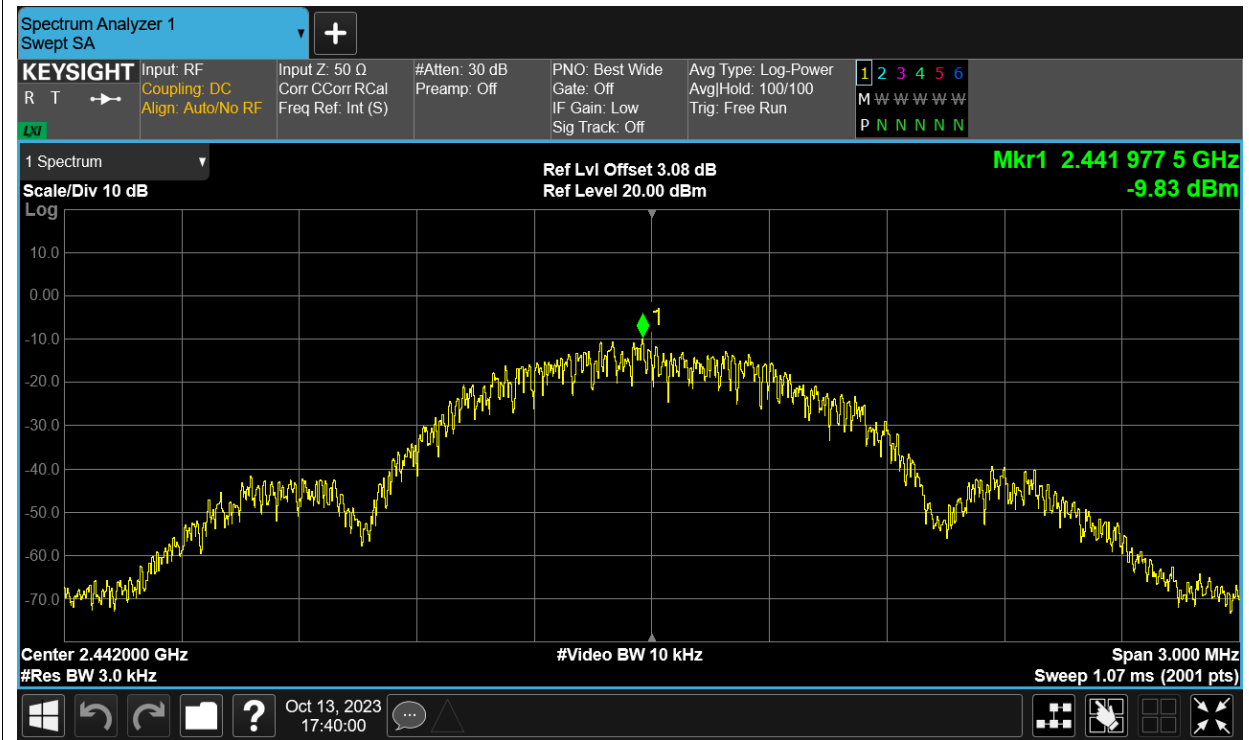 Spectrum Analyzer 1
Swept SA
+
KEYSIGHT Input: RF Input Z: 50 Ω #Atten: 30 dB PNO: Best Wide Avg Type: Log-Power 1 2 3 4 5 6
R T Coupling: DC Corr CCorr RCal Preamp: Off Gate: Off Avg|Hold: 100/100 M W W W W W W
Align: Auto/No RF Freq Ref: Int (S) IF Gain: Low Trig: Free Run
LXI Sig Track: Off P N N N N N N
1 Spectrum Ref Lvl Offset 3.08 dB Mkr1 2.441 977 5 GHz
Scale/Div 10 dB Ref Level 20.00 dBm -9.83 dBm
Log
10.0
0.00
1
-10.0
-20.0
-30.0
-40.0
-50.0
-60.0
-70.0
Center 2.442000 GHz #Video BW 10 kHz Span 3.000 MHz
#Res BW 3.0 kHz Sweep 1.07 ms (2001 pts)
? Oct 13, 2023
17:40:00